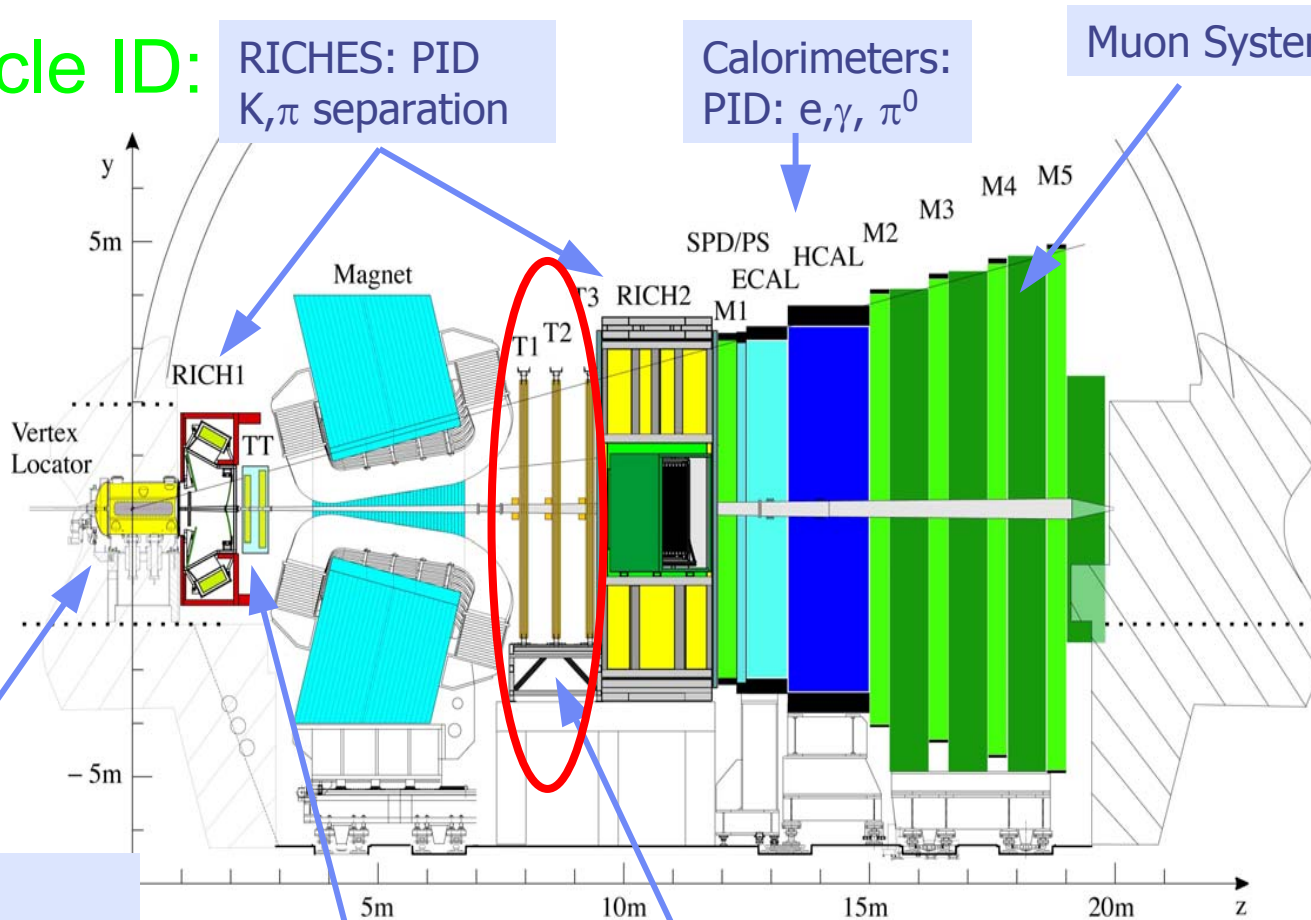 cle ID:
RICHES: PID
K,π separation
Calorimeters:
PID: e,γ, π⁰
Muon System
y
5m
Magnet
RICH1
Vertex
Locator
TT
T1
T2
T3
RICH2
M1
SPD/PS
ECAL
HCAL
M2
M3
M4
M5
− 5m
5m
10m
15m
20m
z